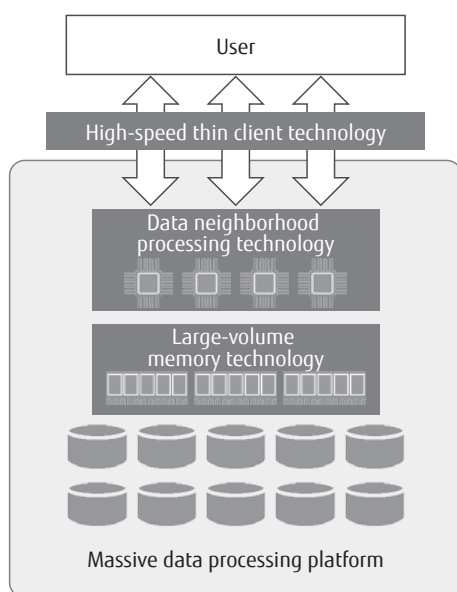 User
High-speed thin client technology
Data neighborhood
processing technology
Large-volume
memory technology
Massive data processing platform